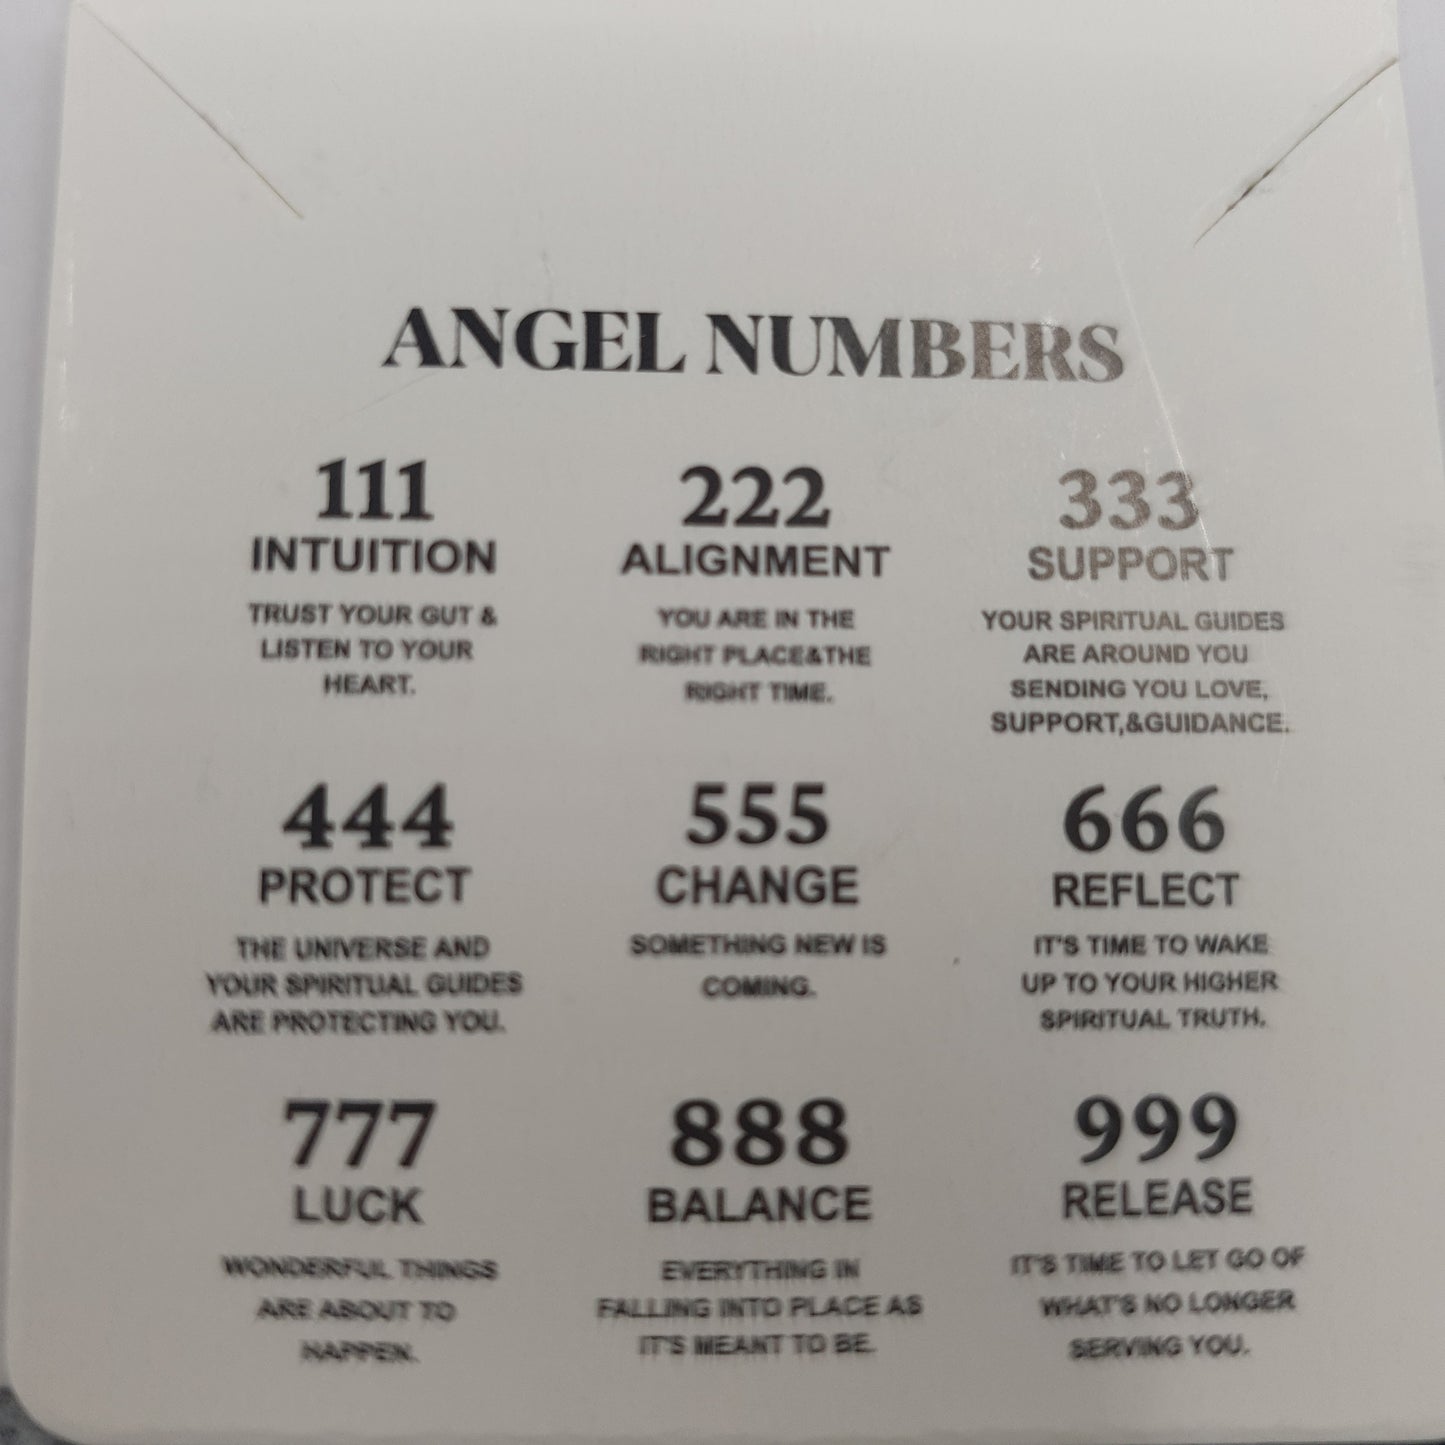 ANGEL NUMBERS
111
INTUITION
TRUST YOUR GUT &
LISTEN TO YOUR
HEART.
222
ALIGNMENT
YOU ARE IN THE
RIGHT PLACE&THE
RIGHT TIME.
333
SUPPORT
YOUR SPIRITUAL GUIDES
ARE AROUND YOU
SENDING YOU LOVE,
SUPPORT,&GUIDANCE.
444
PROTECT
THE UNIVERSE AND
YOUR SPIRITUAL GUIDES
ARE PROTECTING YOU.
555
CHANGE
SOMETHING NEW IS
COMING.
666
REFLECT
IT'S TIME TO WAKE
UP TO YOUR HIGHER
SPIRITUAL TRUTH.
777
LUCK
WONDERFUL THINGS
ARE ABOUT TO
HAPPEN.
888
BALANCE
EVERYTHING IN
FALLING INTO PLACE AS
IT'S MEANT TO BE.
999
RELEASE
IT'S TIME TO LET GO OF
WHAT'S NO LONGER
SERVING YOU.